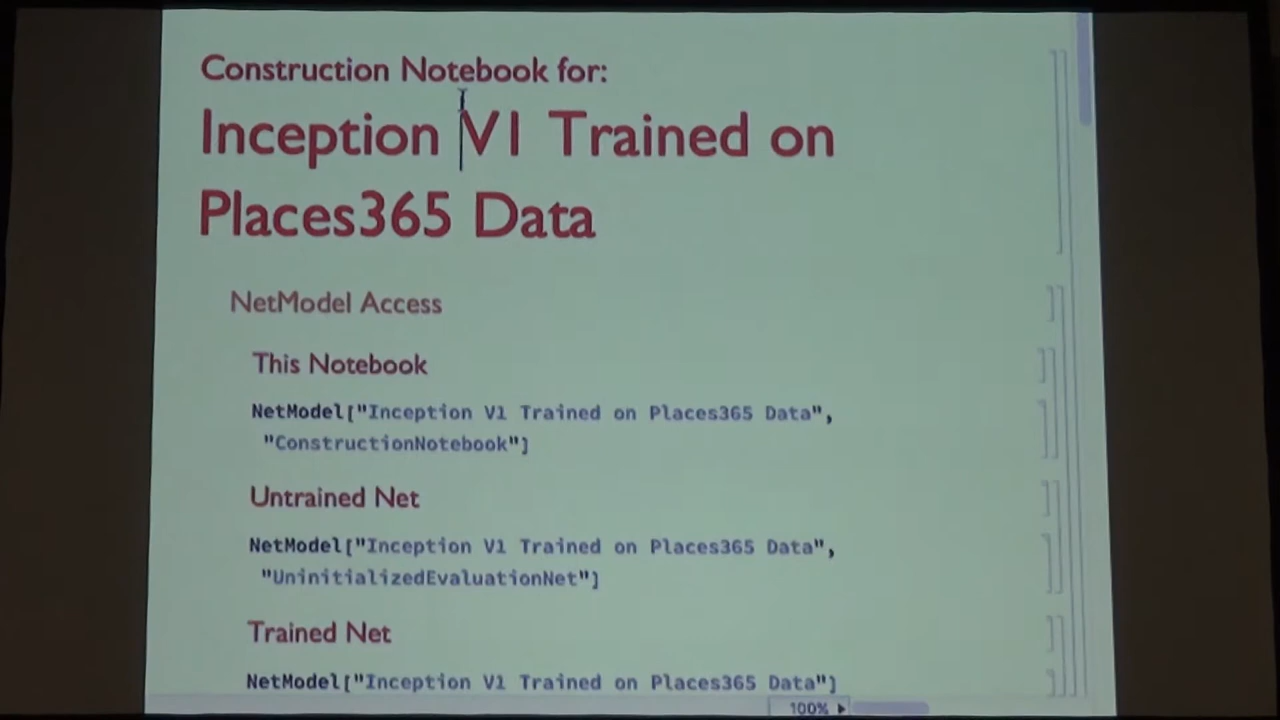 Construction Notebook for:
Inception V1 Trained on
Places365 Data
NetModel Access
This Notebook
NetModel["Inception V1 Trained on Places365 Data",
"ConstructionNotebook"]
Untrained Net
NetModel["Inception V1 Trained on Places365 Data",
"UninitializedEvaluationNet"]
Trained Net
NetModel["Inception V1 Trained on Places365 Data"]
100%